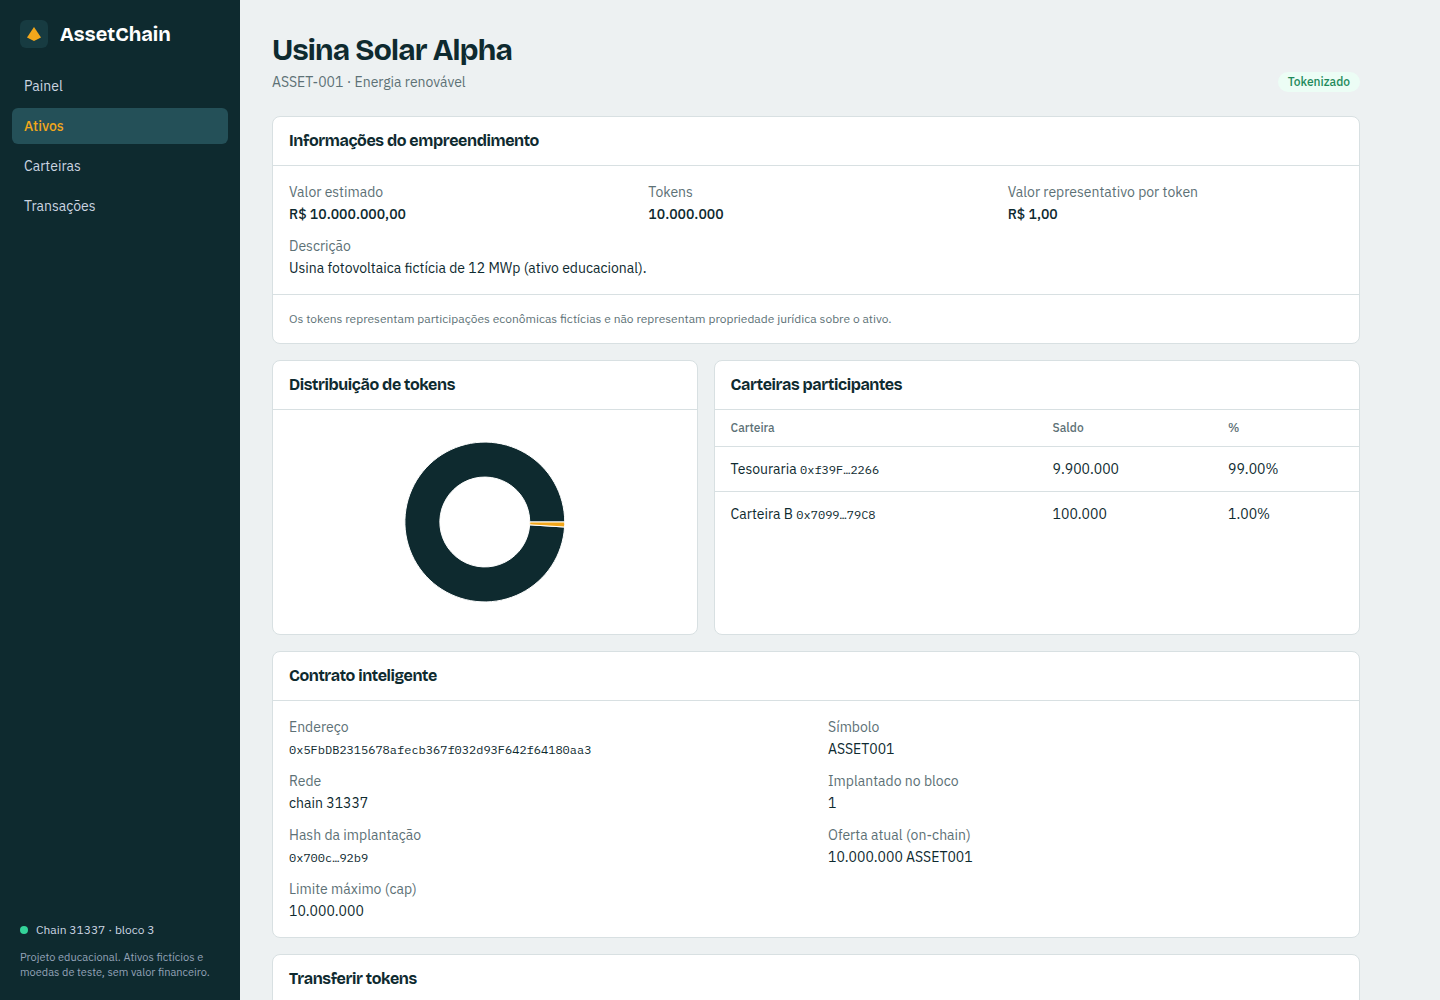 AssetChain
Painel
Ativos
Carteiras
Transações
Chain 31337 · bloco 3
Projeto educacional. Ativos fictícios e
moedas de teste, sem valor financeiro.
Usina Solar Alpha
ASSET-001 · Energia renovável
Tokenizado
Informações do empreendimento
Valor estimado
R$ 10.000.000,00
Tokens
10.000.000
Valor representativo por token
R$ 1,00
Descrição
Usina fotovoltaica fictícia de 12 MWp (ativo educacional).
Os tokens representam participações econômicas fictícias e não representam propriedade jurídica sobre o ativo.
Distribuição de tokens
Carteiras participantes
Carteira Saldo %
Tesouraria 0xf39F…2266 9.900.000 99.00%
Carteira B 0x7099…79C8 100.000 1.00%
Contrato inteligente
Endereço
0x5FbDB2315678afecb367f032d93F642f64180aa3
Símbolo
ASSET001
Rede
chain 31337
Implantado no bloco
1
Hash da implantação
0x700c…92b9
Oferta atual (on-chain)
10.000.000 ASSET001
Limite máximo (cap)
10.000.000
Transferir tokens